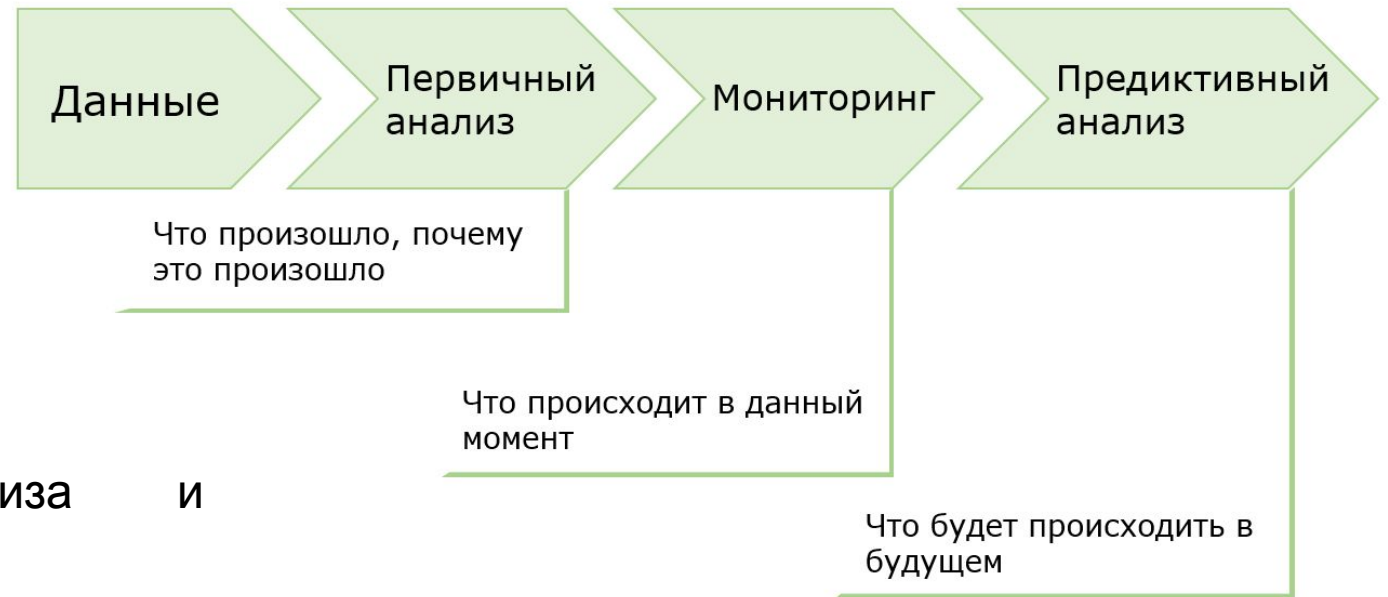 Данные
Первичный
анализ
Мониторинг
Предиктивный
анализ
Что произошло, почему
это произошло
Что происходит в данный
момент
иза и
Что будет происходить в
будущем